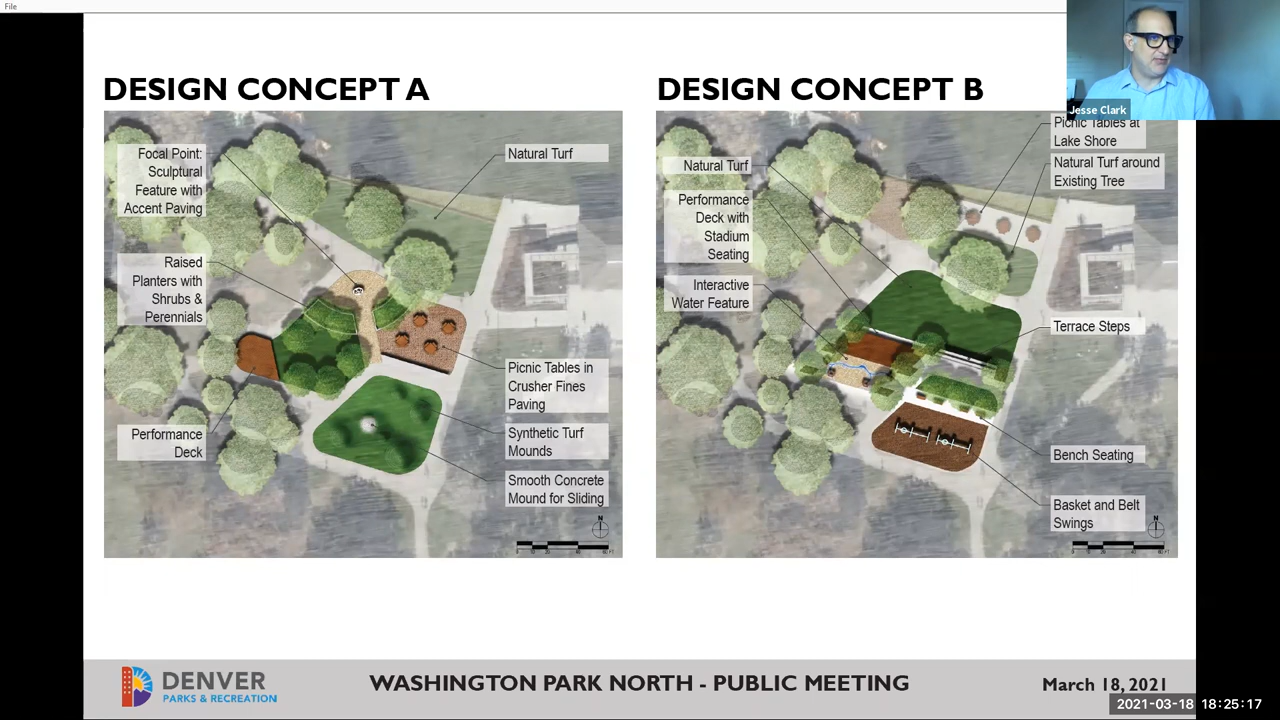 File
Jesse Clark
DESIGN CONCEPT A
Focal Point:
Sculptural
Feature with
Accent Paving
Natural Turf
Raised
Planters with
Shrubs &
Perennials
Picnic Tables in
Crusher Fines
Paving
Performance
Deck
Synthetic Turf
Mounds
Smooth Concrete
Mound for Sliding
N
DESIGN CONCEPT B
Picnic Tables at
Lake Shore
Natural Turf
Natural Turf around
Existing Tree
Performance
Deck with
Stadium
Seating
Interactive
Water Feature
Terrace Steps
Bench Seating
Basket and Belt
Swings
N
DENVER
PARKS & RECREATION
WASHINGTON PARK NORTH - PUBLIC MEETING
March 18, 2021
2021-03-18 18:25:17